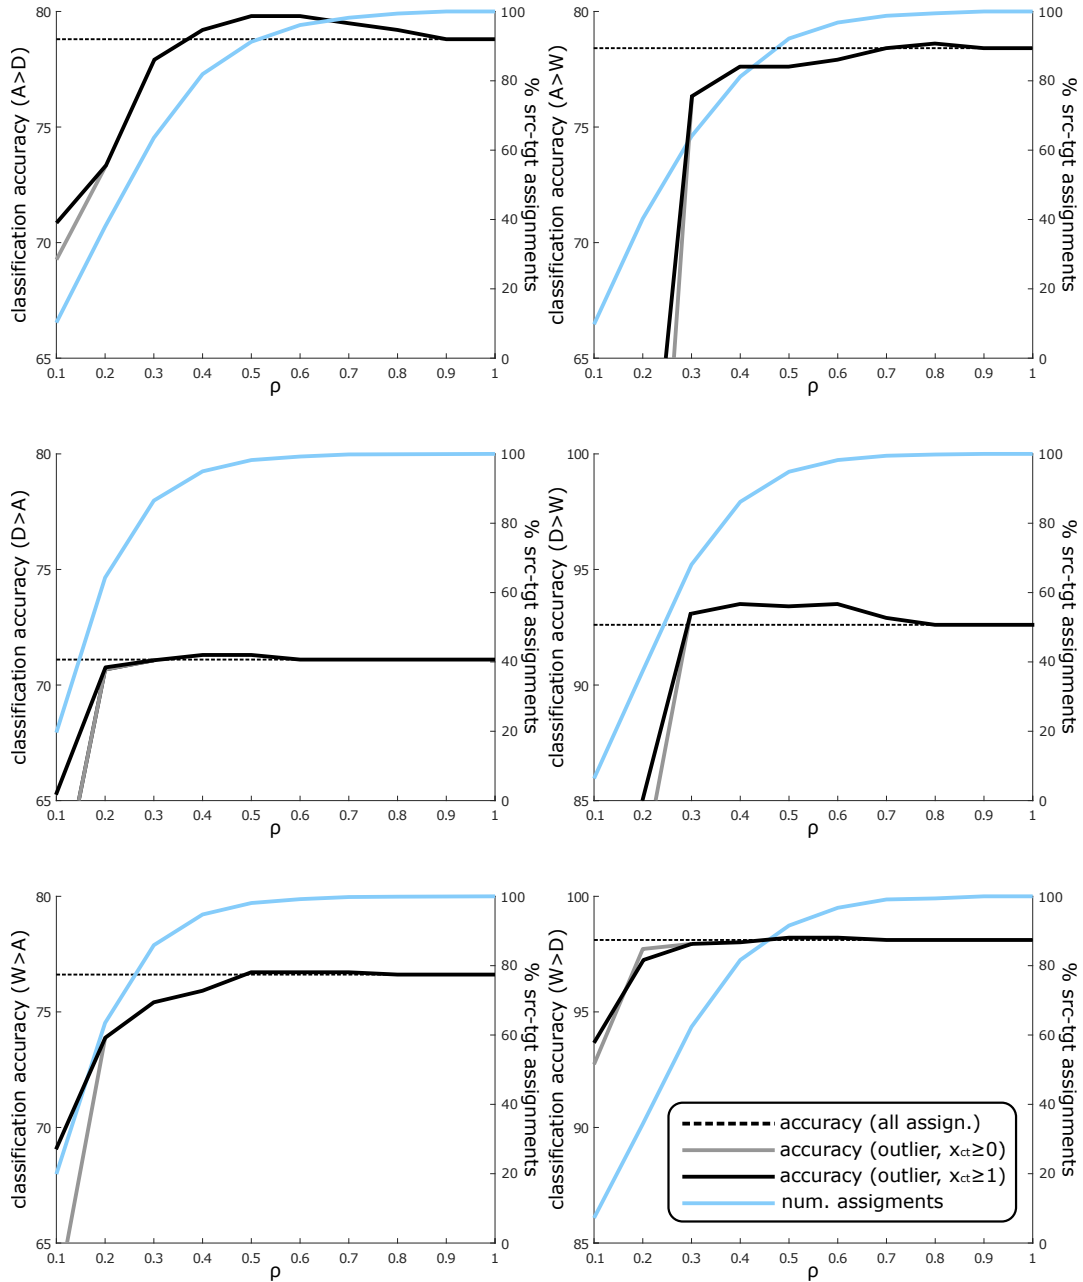 classification accuracy (A>D)
80
75
70
65
0.1 0.2 0.3 0.4 0.5 0.6 0.7 0.8 0.9 1
ρ
100
80
60
40
20
0
% src-tgt assignments
classification accuracy (A>W)
80
75
70
65
0.1 0.2 0.3 0.4 0.5 0.6 0.7 0.8 0.9 1
ρ
100
80
60
40
20
0
% src-tgt assignments
classification accuracy (D>A)
80
75
70
65
0.1 0.2 0.3 0.4 0.5 0.6 0.7 0.8 0.9 1
ρ
100
80
60
40
20
0
% src-tgt assignments
classification accuracy (D>W)
100
95
90
85
0.1 0.2 0.3 0.4 0.5 0.6 0.7 0.8 0.9 1
ρ
100
80
60
40
20
0
% src-tgt assignments
classification accuracy (W>A)
80
75
70
65
0.1 0.2 0.3 0.4 0.5 0.6 0.7 0.8 0.9 1
ρ
100
80
60
40
20
0
% src-tgt assignments
classification accuracy (W>D)
100
95
90
85
0.1 0.2 0.3 0.4 0.5 0.6 0.7 0.8 0.9 1
ρ
100
80
60
40
20
0
% src-tgt assignments
accuracy (all assign.)
accuracy (outlier, xct≥0)
accuracy (outlier, xct≥1)
num. assigments